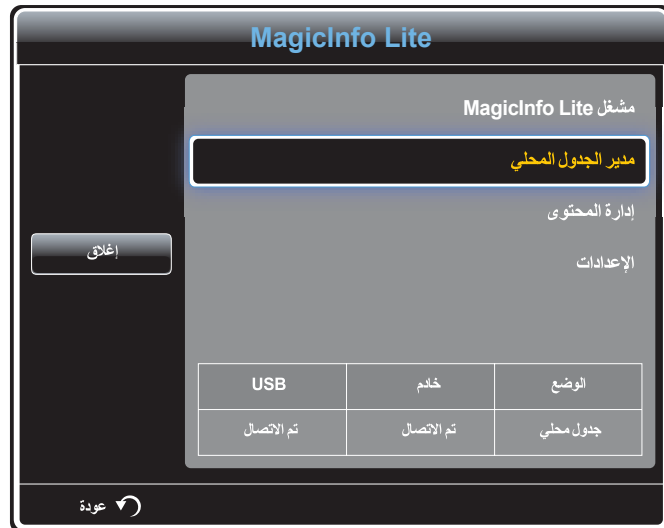 MagicInfo Lite
مشغل MagicInfo Lite
مدير الجدول المحلي
إدارة المحتوى
الإعدادات
إغلاق
الوضع خادم USB
جدول محلي تم الاتصال تم الاتصال
عودة